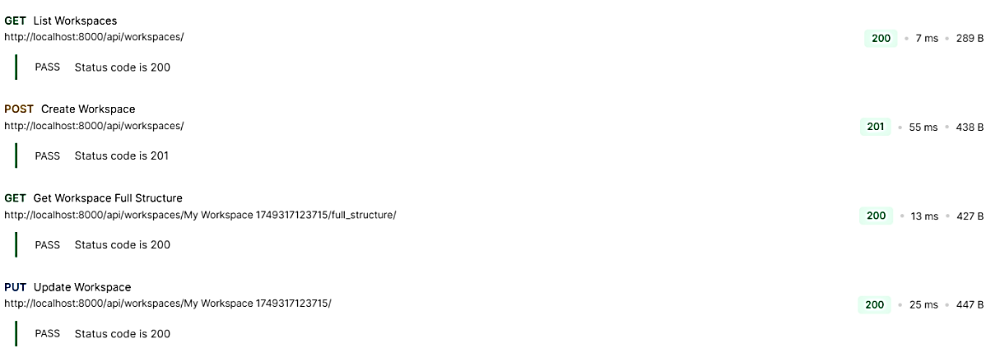 GET List Workspaces
http://localhost:8000/api/workspaces/
200 • 7 ms • 289 B
PASS Status code is 200
POST Create Workspace
http://localhost:8000/api/workspaces/
201 • 55 ms • 438 B
PASS Status code is 201
GET Get Workspace Full Structure
http://localhost:8000/api/workspaces/My Workspace 1749317123715/full_structure/
200 • 13 ms • 427 B
PASS Status code is 200
PUT Update Workspace
http://localhost:8000/api/workspaces/My Workspace 1749317123715/
200 • 25 ms • 447 B
PASS Status code is 200